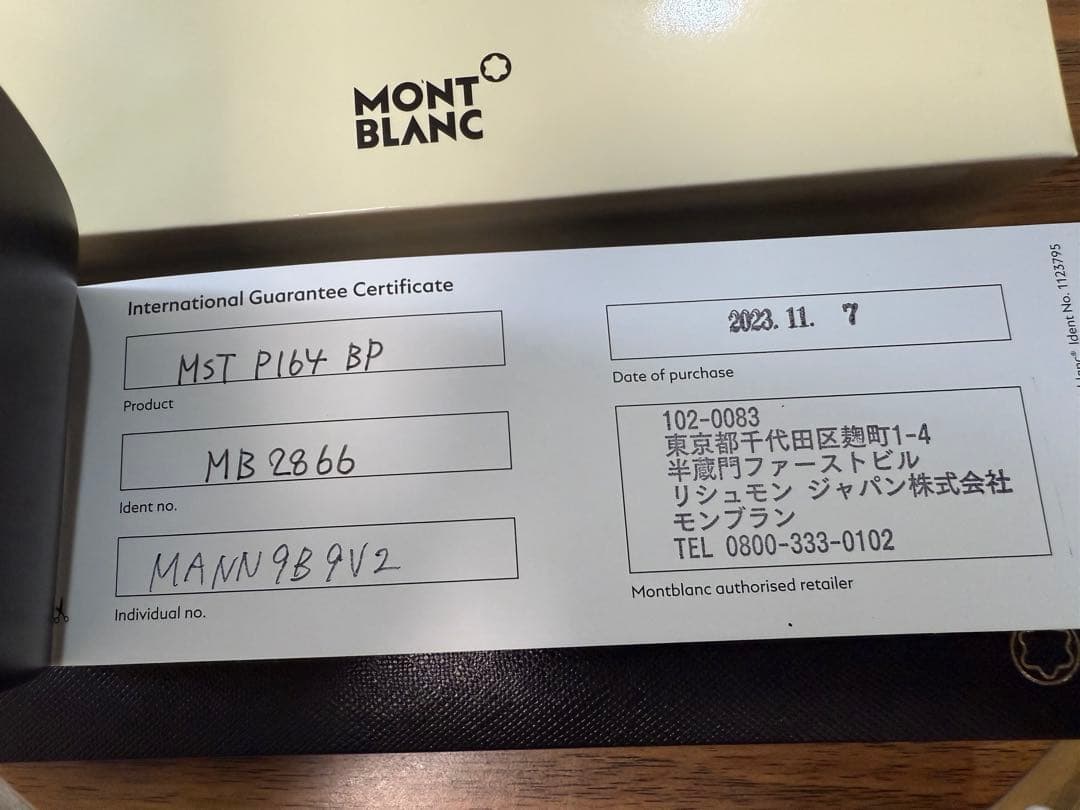 MONT
BLANC
International Guarantee Certificate
MST P164 BP
Product
MB 2866
Ident no.
MANN9B9V2
Individual no.
2023. 11. 7
Date of purchase
102-0083
東京都千代田区麹町1-4
半蔵門ファーストビル
リシュモン ジャパン株式会社
モンブラン
TEL 0800-333-0102
Montblanc authorised retailer
Ident No. 1123795